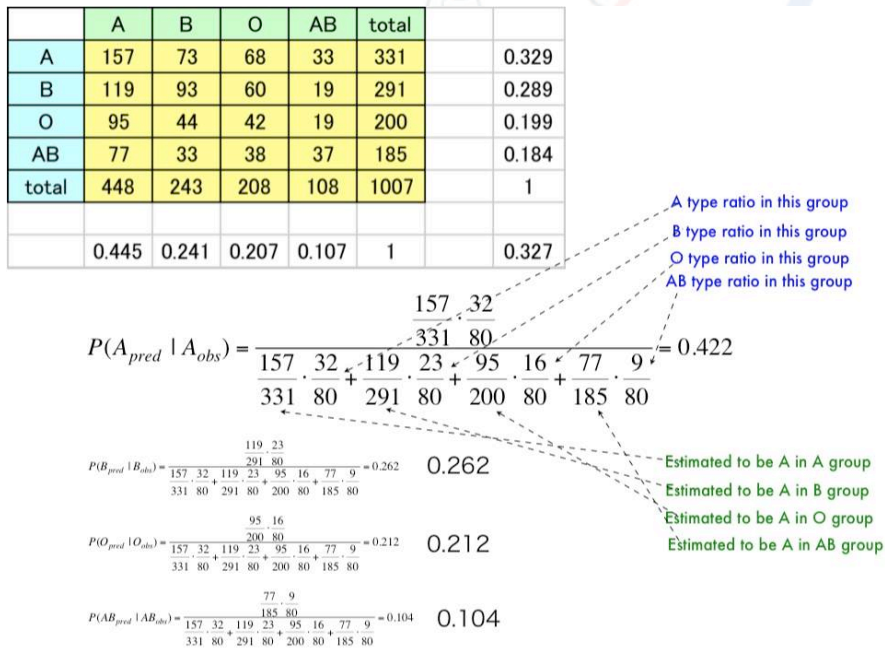 A B O AB total
A 157 73 68 33 331 0.329
B 119 93 60 19 291 0.289
O 95 44 42 19 200 0.199
AB 77 33 38 37 185 0.184
total 448 243 208 108 1007 1
0.445 0.241 0.207 0.107 1 0.327
A type ratio in this group
B type ratio in this group
O type ratio in this group
AB type ratio in this group
157/331 · 32/80
P(A_pred | A_obs) = = 0.422
157/331 · 32/80 + 119/291 · 23/80 + 95/200 · 16/80 + 77/185 · 9/80
119/291 · 23/80
P(B_pred | B_obs) = = 0.262 0.262
157/331 · 32/80 + 119/291 · 23/80 + 95/200 · 16/80 + 77/185 · 9/80
Estimated to be A in A group
Estimated to be A in B group
Estimated to be A in O group
Estimated to be A in AB group
95/200 · 16/80
P(O_pred | O_obs) = = 0.212 0.212
157/331 · 32/80 + 119/291 · 23/80 + 95/200 · 16/80 + 77/185 · 9/80
77/185 · 9/80
P(AB_pred | AB_obs) = = 0.104 0.104
157/331 · 32/80 + 119/291 · 23/80 + 95/200 · 16/80 + 77/185 · 9/80